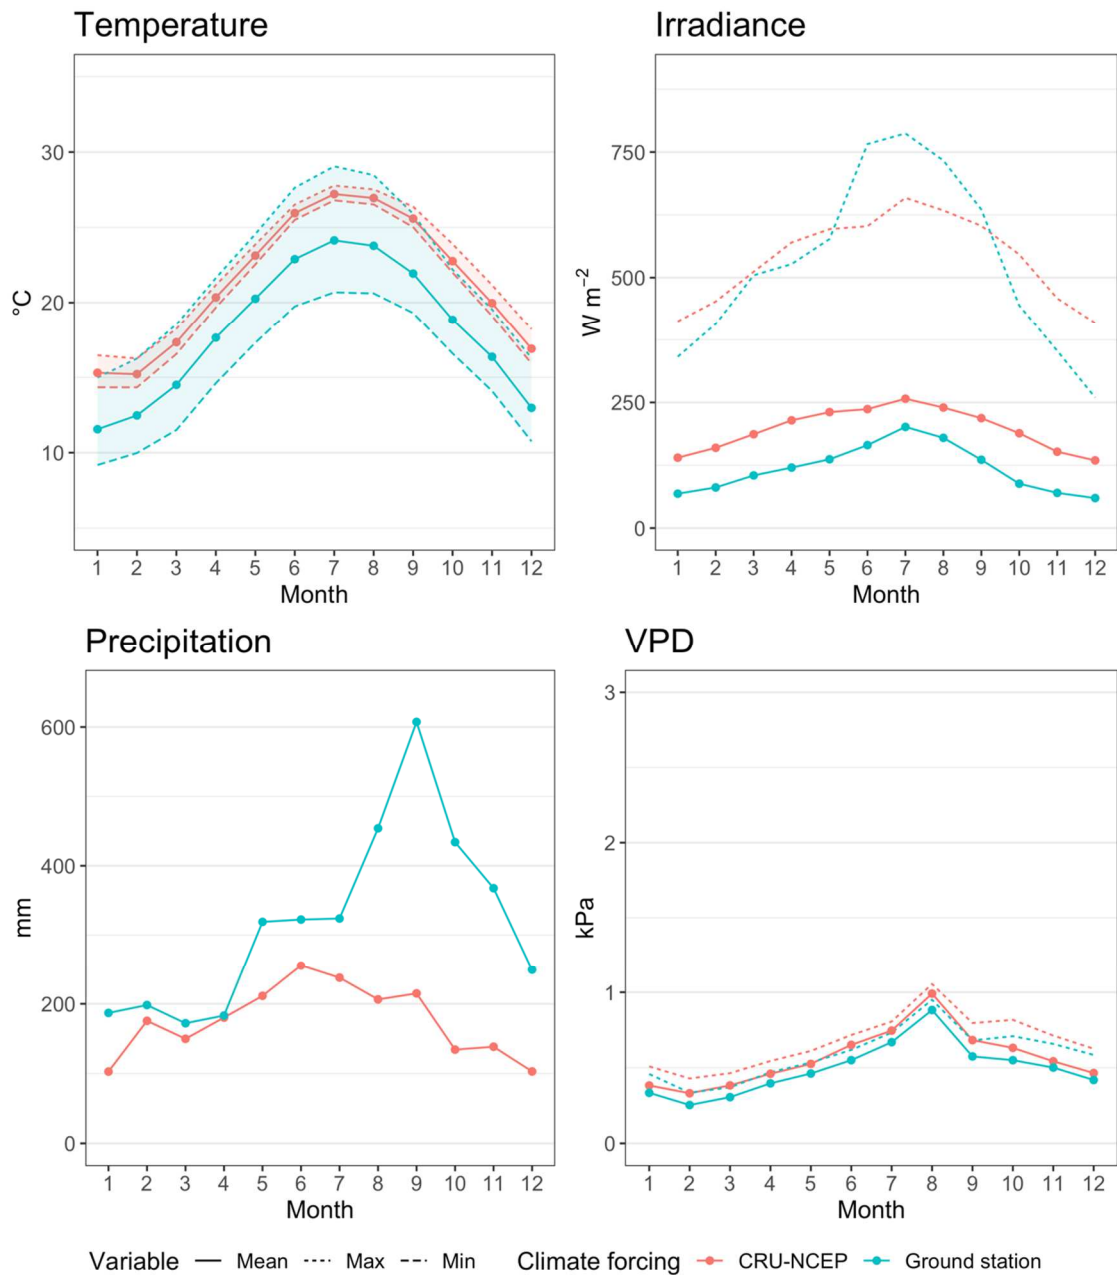 Temperature
°C
30
20
10
1 2 3 4 5 6 7 8 9 10 11 12
Month
Irradiance
W m⁻²
750
500
250
0
1 2 3 4 5 6 7 8 9 10 11 12
Month
Precipitation
mm
600
400
200
0
1 2 3 4 5 6 7 8 9 10 11 12
Month
VPD
kPa
3
2
1
0
1 2 3 4 5 6 7 8 9 10 11 12
Month
Variable Mean Max Min Climate forcing CRU-NCEP Ground station